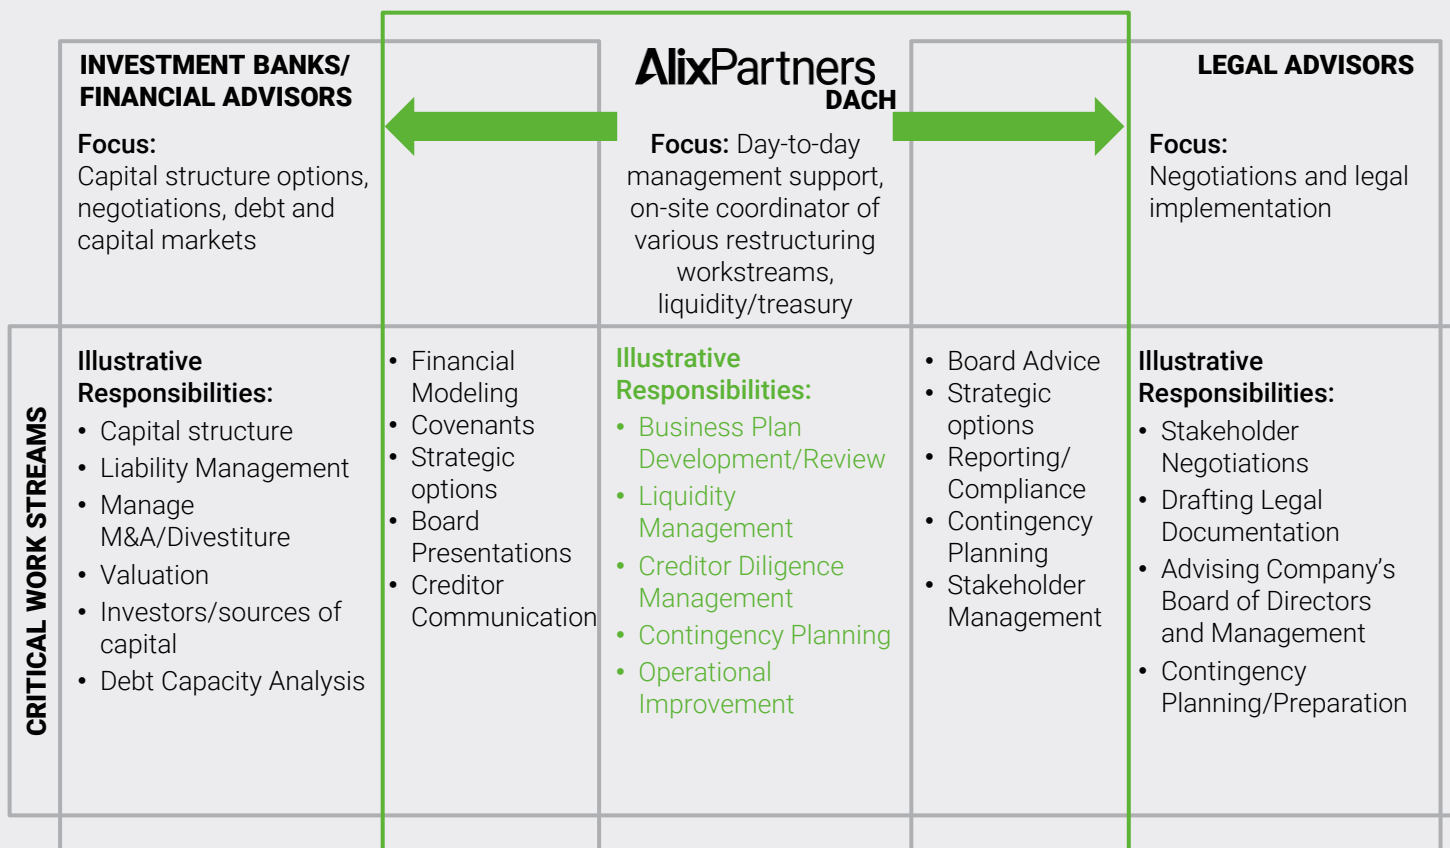 INVESTMENT BANKS/
FINANCIAL ADVISORS
Focus:
Capital structure options,
negotiations, debt and
capital markets
AlixPartners
DACH
Focus: Day-to-day
management support,
on-site coordinator of
various restructuring
workstreams,
liquidity/treasury
LEGAL ADVISORS
Focus:
Negotiations and legal
implementation
CRITICAL WORK STREAMS
Illustrative
Responsibilities:
• Capital structure
• Liability Management
• Manage
M&A/Divestiture
• Valuation
• Investors/sources of
capital
• Debt Capacity Analysis
• Financial
Modeling
• Covenants
• Strategic
options
• Board
Presentations
• Creditor
Communication
Illustrative
Responsibilities:
• Business Plan
Development/Review
• Liquidity
Management
• Creditor Diligence
Management
• Contingency Planning
• Operational
Improvement
• Board Advice
• Strategic
options
• Reporting/
Compliance
• Contingency
Planning
• Stakeholder
Management
Illustrative
Responsibilities:
• Stakeholder
Negotiations
• Drafting Legal
Documentation
• Advising Company’s
Board of Directors
and Management
• Contingency
Planning/Preparation